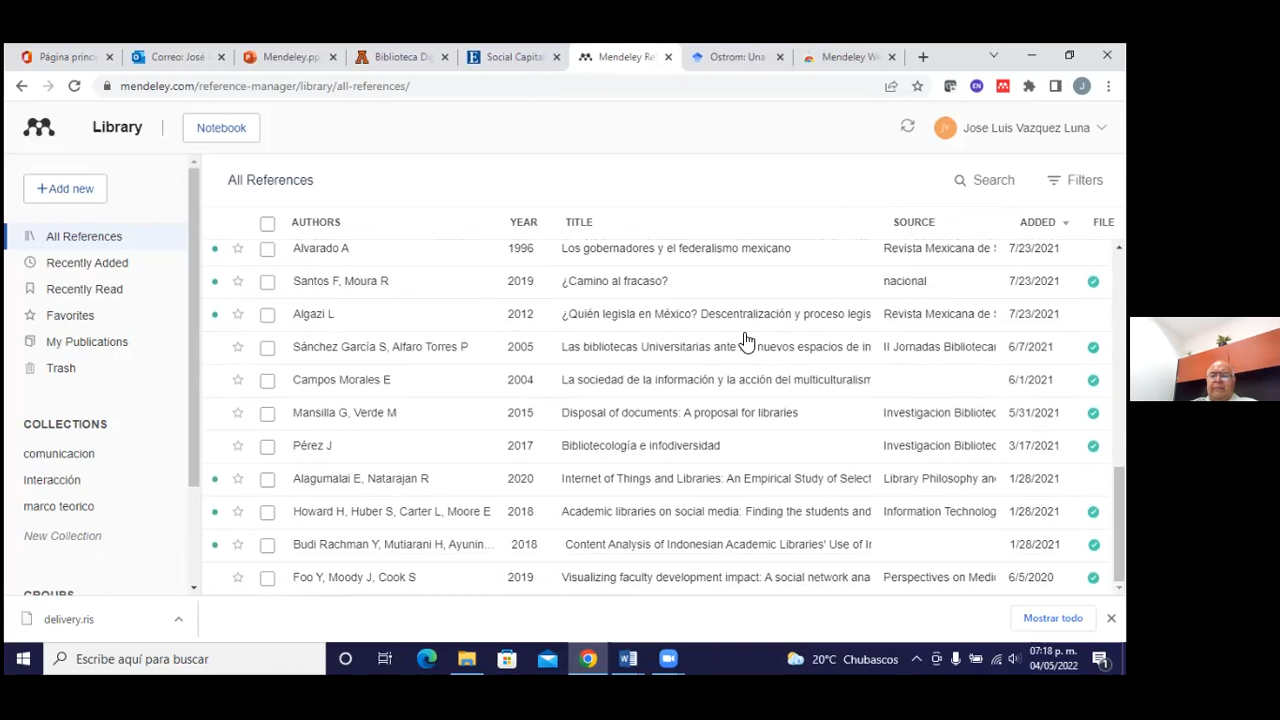 Página princ
Correo: José
Mendeley.pp
Biblioteca Di
Social Capital
Mendeley Re
Ostrom: Una
Mendeley We
mendeley.com/reference-manager/library/all-references/
EN
J
Library
Notebook
JV
Jose Luis Vazquez Luna
+Add new
All References
Recently Added
Recently Read
Favorites
My Publications
Trash
COLLECTIONS
comunicacion
Interacción
marco teorico
New Collection
GROUPS
All References
Search
Filters
AUTHORS YEAR TITLE SOURCE ADDED FILE
Alvarado A 1996 Los gobernadores y el federalismo mexicano Revista Mexicana de S 7/23/2021
Santos F, Moura R 2019 ¿Camino al fracaso? nacional 7/23/2021
Algazi L 2012 ¿Quién legisla en México? Descentralización y proceso legis Revista Mexicana de S 7/23/2021
Sánchez García S, Alfaro Torres P 2005 Las bibliotecas Universitarias ante nuevos espacios de in II Jornadas Bibliotecar 6/7/2021
Campos Morales E 2004 La sociedad de la información y la acción del multiculturalism 6/1/2021
Mansilla G, Verde M 2015 Disposal of documents: A proposal for libraries Investigacion Bibliotec 5/31/2021
Pérez J 2017 Bibliotecología e infodiversidad Investigacion Bibliotec 3/17/2021
Alagumalai E, Natarajan R 2020 Internet of Things and Libraries: An Empirical Study of Select Library Philosophy an 1/28/2021
Howard H, Huber S, Carter L, Moore E 2018 Academic libraries on social media: Finding the students and Information Technolog 1/28/2021
Budi Rachman Y, Mutiarani H, Ayunin... 2018 Content Analysis of Indonesian Academic Libraries' Use of In 1/28/2021
Foo Y, Moody J, Cook S 2019 Visualizing faculty development impact: A social network ana Perspectives on Medic 6/5/2020
delivery.ris
Mostrar todo
Escribe aquí para buscar
20°C Chubascos
07:18 p. m.
04/05/2022
1